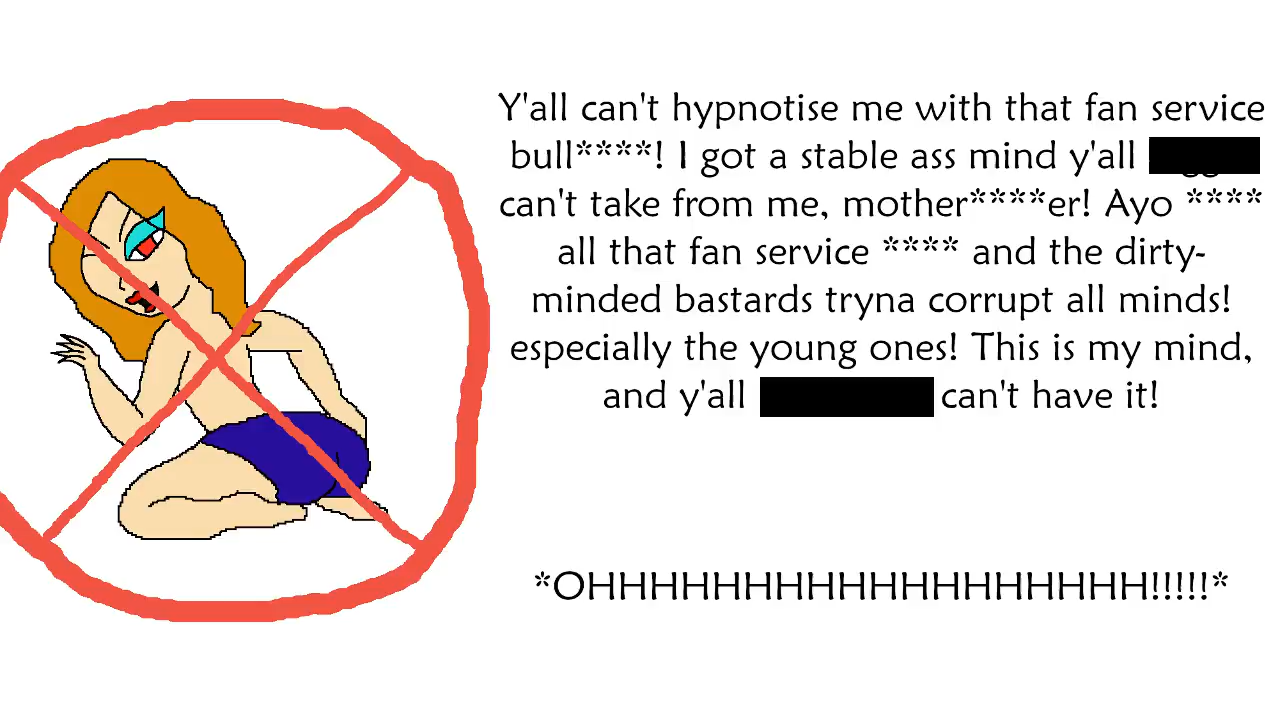 Y'all can't hypnotise me with that fan service
bull****! I got a stable ass mind y'all
can't take from me, mother****er! Ayo ****
all that fan service **** and the dirty-
minded bastards tryna corrupt all minds!
especially the young ones! This is my mind,
and y'all can't have it!
*OHHHHHHHHHHHHHHHHHH!!!!!*